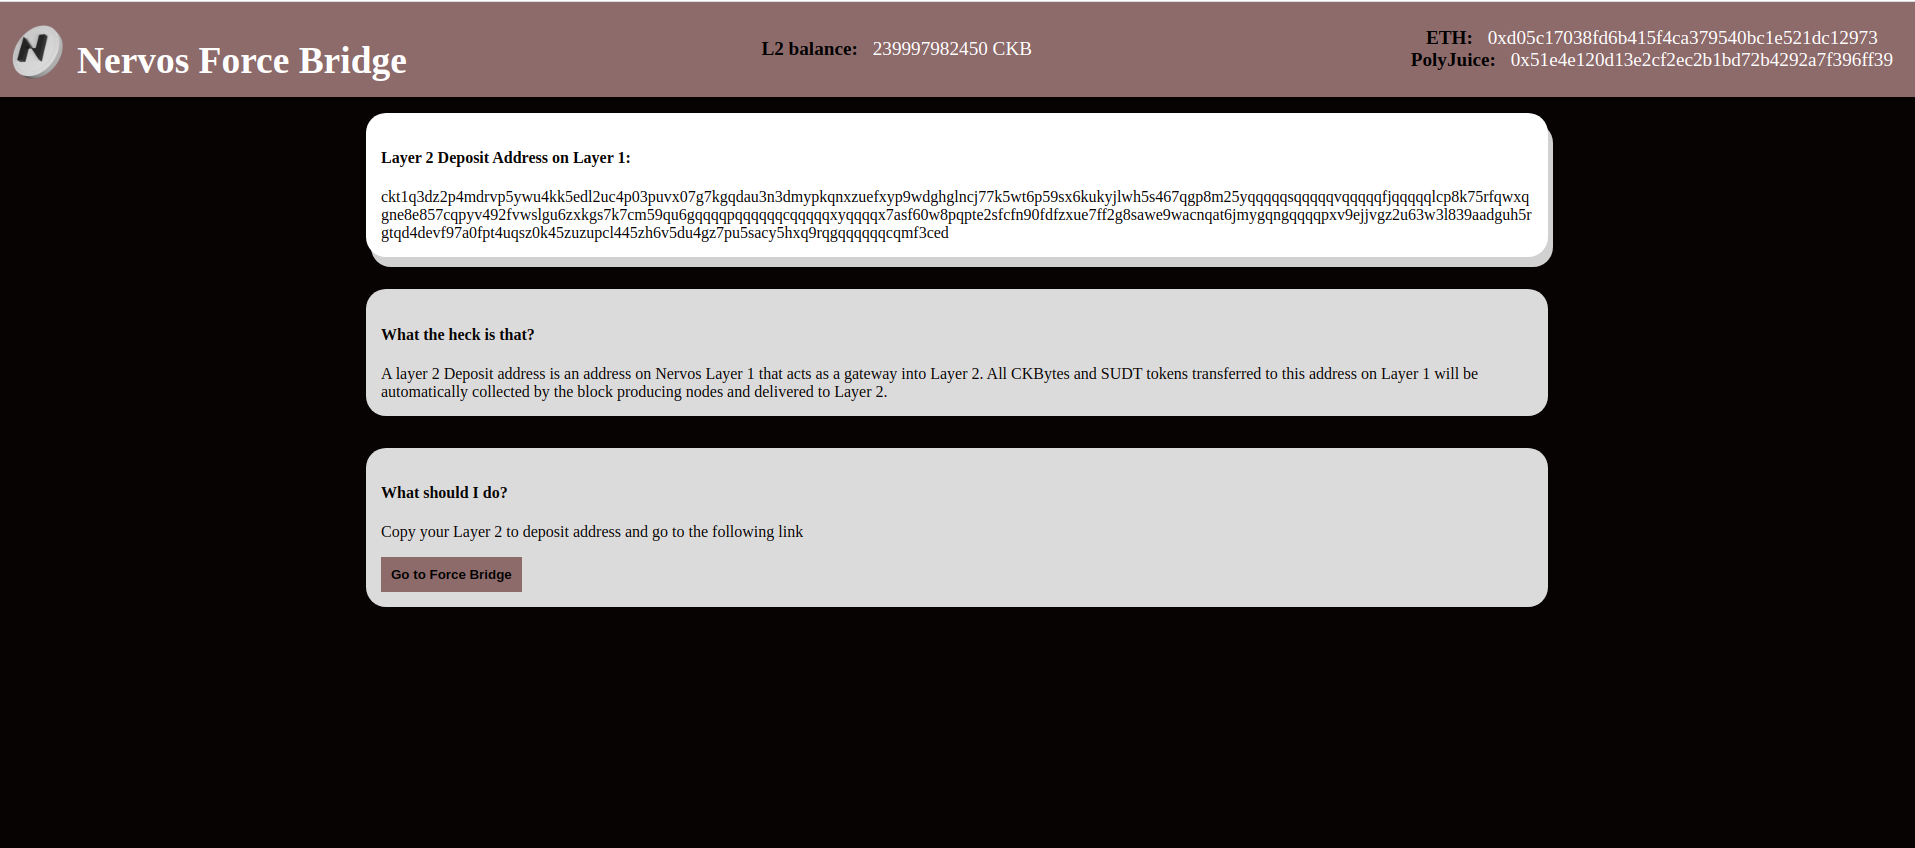 Nervos Force Bridge
L2 balance: 239997982450 CKB
ETH: 0xd05c17038fd6b415f4ca379540bc1e521dc12973
PolyJuice: 0x51e4e120d13e2cf2ec2b1bd72b4292a7f396ff39
Layer 2 Deposit Address on Layer 1:
ckt1q3dz2p4mdrvp5ywu4kk5edl2uc4p03puvx07g7kgqdau3n3dmypkqnxzuefxyp9wdghglncj77k5wt6p59sx6kukyjlwh5s467qgp8m25yqqqqqsqqqqqvqqqqqfjqqqqqlcp8k75rfqwxq
gne8e857cqpyv492fvwslgu6zxkgs7k7cm59qu6gqqqqpqqqqqqcqqqqqxyqqqqx7asf60w8pqpte2sfcfn90fdfzxue7ff2g8sawe9wacnqat6jmygqngqqqqpxv9ejjvgz2u63w3l839aadguh5r
gtqd4devf97a0fpt4uqsz0k45zuzupcl445zh6v5du4gz7pu5sacy5hxq9rqgqqqqqqcqmf3ced
What the heck is that?
A layer 2 Deposit address is an address on Nervos Layer 1 that acts as a gateway into Layer 2. All CKBytes and SUDT tokens transferred to this address on Layer 1 will be
automatically collected by the block producing nodes and delivered to Layer 2.
What should I do?
Copy your Layer 2 to deposit address and go to the following link
Go to Force Bridge